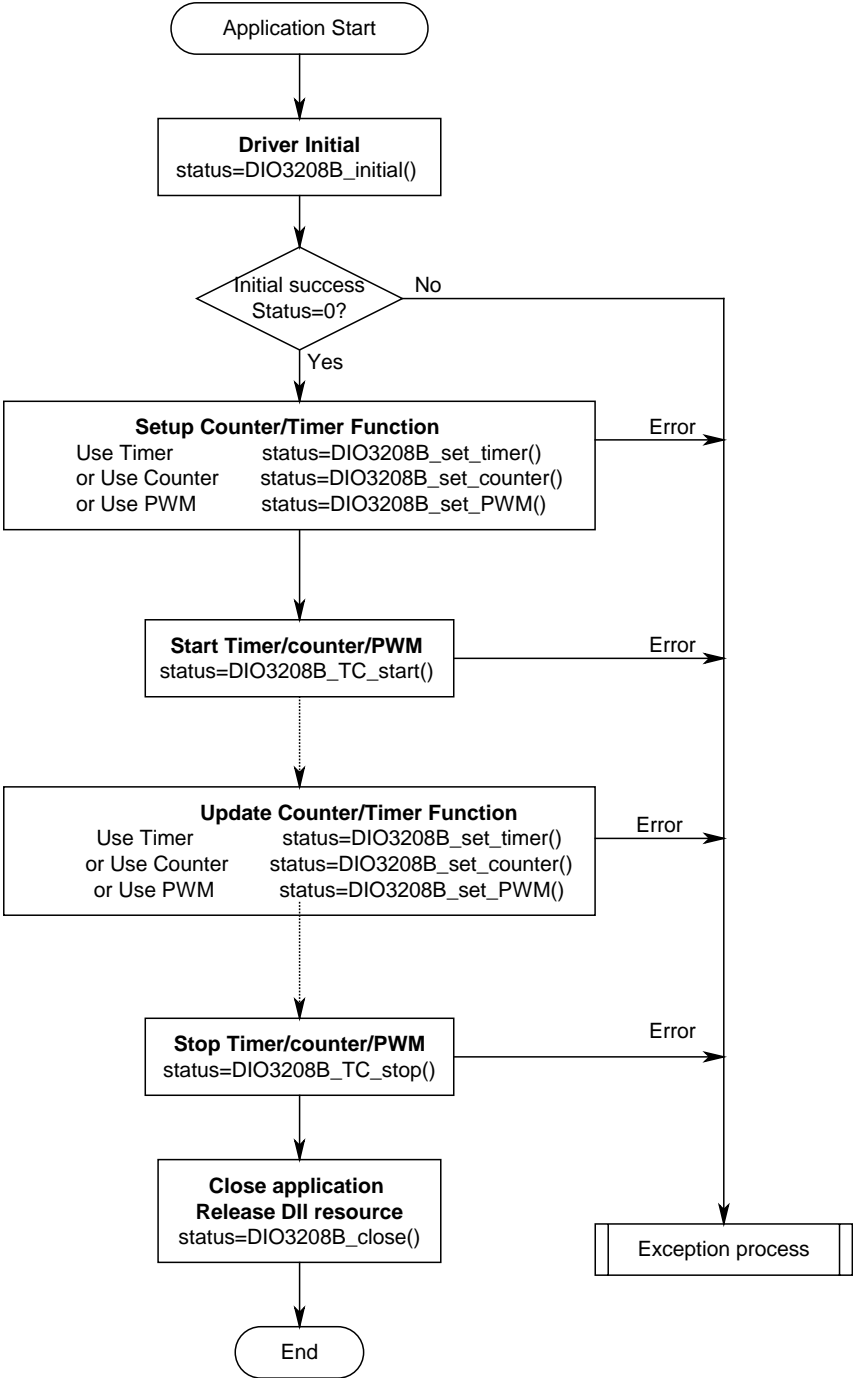 Application Start
Driver Initial
status=DIO3208B_initial()
Initial success
Status=0?
No
Yes
Setup Counter/Timer Function
Use Timer status=DIO3208B_set_timer()
or Use Counter status=DIO3208B_set_counter()
or Use PWM status=DIO3208B_set_PWM()
Error
Start Timer/counter/PWM
status=DIO3208B_TC_start()
Error
Update Counter/Timer Function
Use Timer status=DIO3208B_set_timer()
or Use Counter status=DIO3208B_set_counter()
or Use PWM status=DIO3208B_set_PWM()
Error
Stop Timer/counter/PWM
status=DIO3208B_TC_stop()
Error
Close application
Release Dll resource
status=DIO3208B_close()
Exception process
End